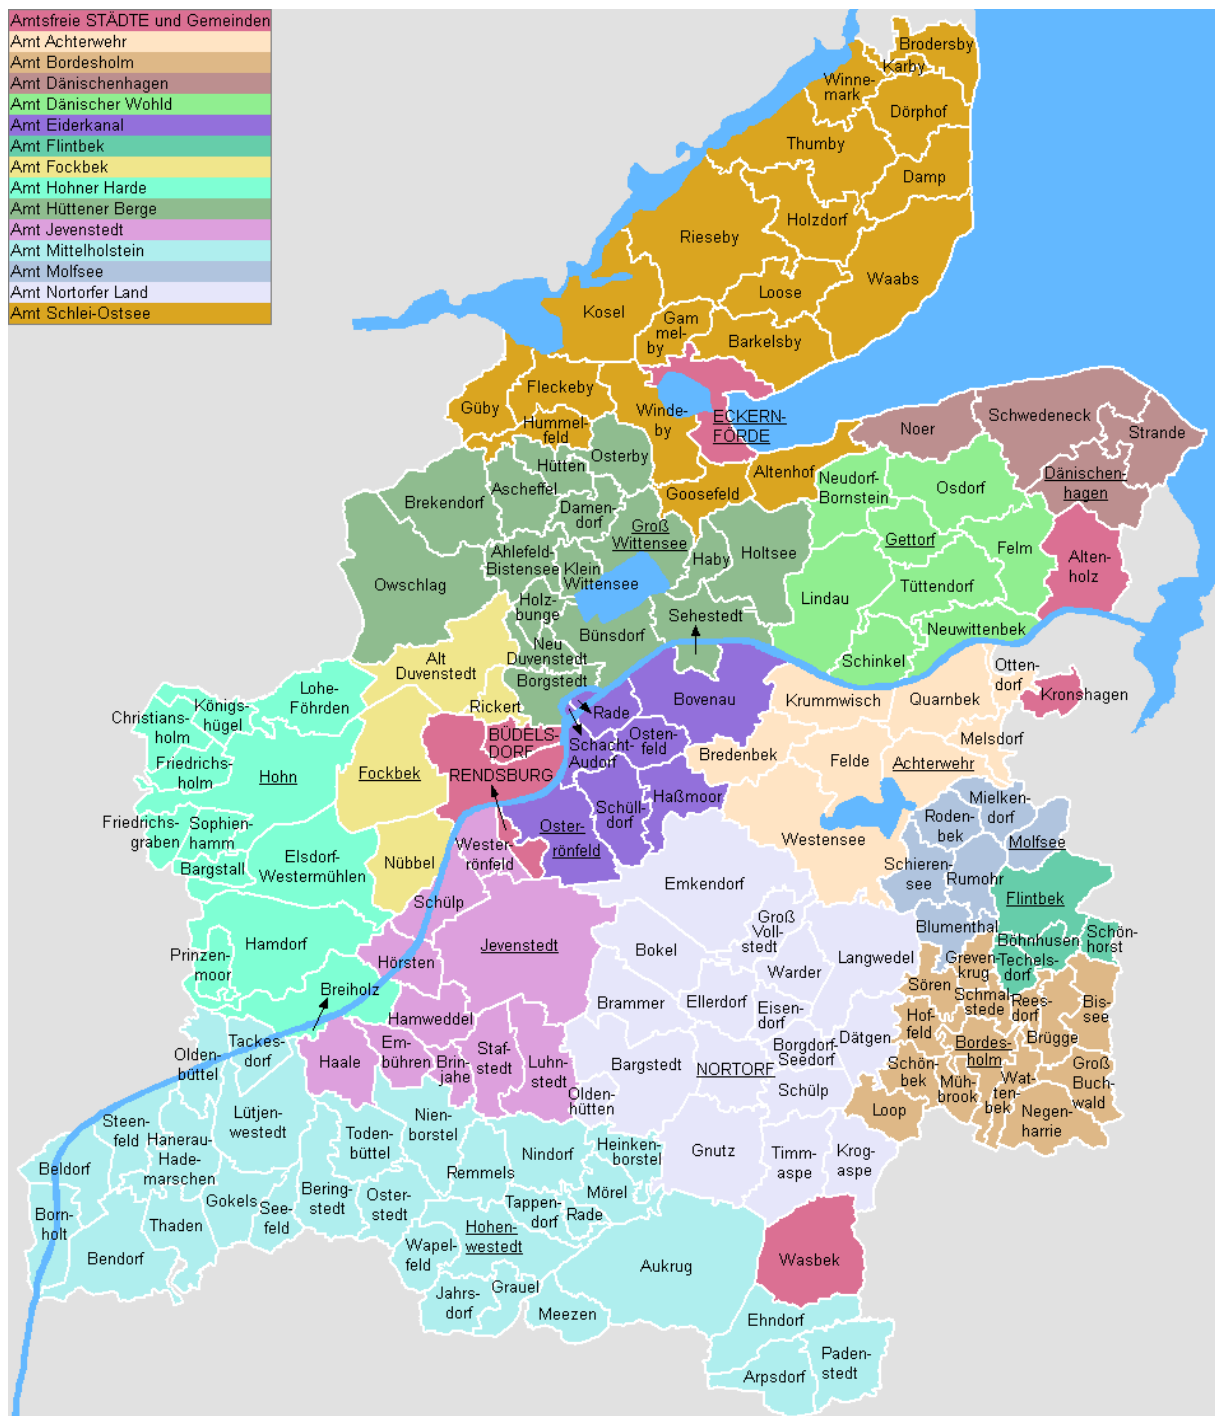 Amtsfreie STÄDTE und Gemeinden
Amt Achterwehr
Amt Bordesholm
Amt Dänischenhagen
Amt Dänischer Wohld
Amt Eiderkanal
Amt Flintbek
Amt Fockbek
Amt Hohner Harde
Amt Hüttener Berge
Amt Jevenstedt
Amt Mittelholstein
Amt Molfsee
Amt Nortorfer Land
Amt Schlei-Ostsee
Brodersby
Karby
Winne-
mark
Dörphof
Thumby
Damp
Holzdorf
Rieseby
Waabs
Loose
Kosel
Gam
mel-
by
Barkelsby
Fleckeby
Güby
Hummel-
feld
Winde-
by
ECKERN-
FÖRDE
Noer
Schwedeneck
Strande
Dänischen-
hagen
Osterby
Hütten
Ascheffel
Brekendorf
Damen-
dorf
Goosefeld
Altenhof
Neudorf-
Bornstein
Osdorf
Groß
Wittensee
Gettorf
Felm
Alten-
holz
Haby
Holtsee
Ahlefeld-
Bistensee
Klein
Wittensee
Owschlag
Tüttendorf
Lindau
Holz-
bunge
Sehestedt
Neuwittenbek
Bünsdorf
Neu
Duvenstedt
Schinkel
Alt
Duvenstedt
Borgstedt
Rickert
Lohe-
Föhrden
Königs-
hügel
Christians-
holm
Friedrichs-
holm
Hohn
Fockbek
BÜDELS-
DORF
RENDSBURG
Rade
Schacht-
Audorf
Bovenau
Osten-
feld
Krummwisch
Quarnbek
Otten-
dorf
Kronshagen
Melsdorf
Bredenbek
Felde
Achterwehr
Haßmoor
Schüll-
dorf
Oster-
rönfeld
Wester-
rönfeld
Westensee
Mielken-
dorf
Roden-
bek
Molfsee
Schieren-
see
Rumohr
Flintbek
Blumenthal
Böhnhusen
Schön-
horst
Techels-
dorf
Friedrichs-
graben
Sophien-
hamm
Bargstall
Elsdorf-
Westermühlen
Nübbel
Schülp
Hamdorf
Prinzen-
moor
Hörsten
Breiholz
Jevenstedt
Emkendorf
Groß
Voll-
stedt
Bokel
Langwedel
Warder
Greven-
krug
Sören
Schmal-
stede
Rees-
dorf
Bis-
see
Brammer
Ellerdorf
Eisen-
dorf
Hof-
feld
Bordes-
holm
Brügge
Dätgen
Borgdorf-
Seedorf
Bargstedt
NORTORF
Schülp
Schön-
bek
Müh-
brook
Wat-
ten-
bek
Groß
Buch-
wald
Negen-
harrie
Loop
Hamweddel
Haale
Em-
bühren
Brin-
jahe
Staf-
stedt
Luhn-
stedt
Olden-
hütten
Tackes-
dorf
Olden-
büttel
Gnutz
Timm-
aspe
Krog-
aspe
Steen-
feld
Lütjen-
westedt
Hanerau-
Hade-
marschen
Beldorf
Toden-
büttel
Nien-
borstel
Remmels
Nindorf
Heinken-
borstel
Mörel
Born-
holt
Bendorf
Thaden
Gokels
See-
feld
Bering-
stedt
Oster-
stedt
Tappen-
dorf
Rade
Hohen-
westedt
Wapel-
feld
Aukrug
Wasbek
Jahrs-
dorf
Grauel
Meezen
Ehndorf
Arpsdorf
Paden-
stedt